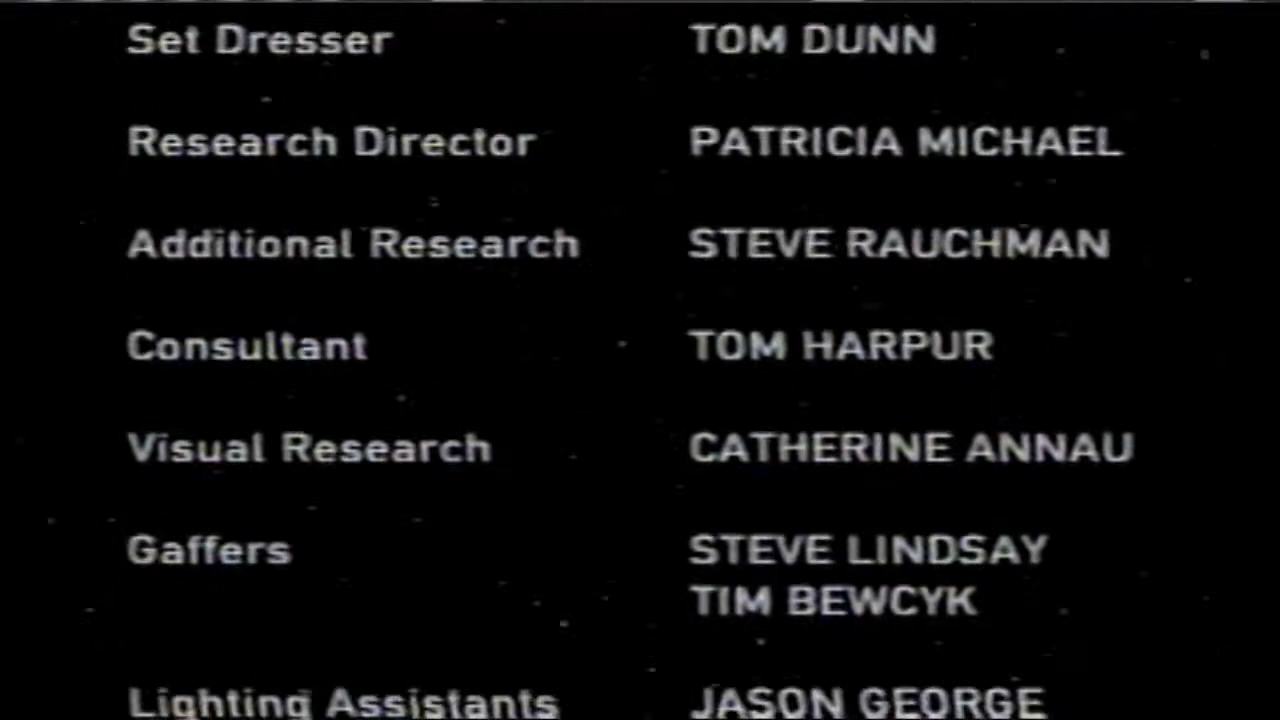 Set Dresser TOM DUNN
Research Director PATRICIA MICHAEL
Additional Research STEVE RAUCHMAN
Consultant TOM HARPUR
Visual Research CATHERINE ANNAU
Gaffers STEVE LINDSAY
TIM BEWCYK
Lighting Assistants JASON GEORGE